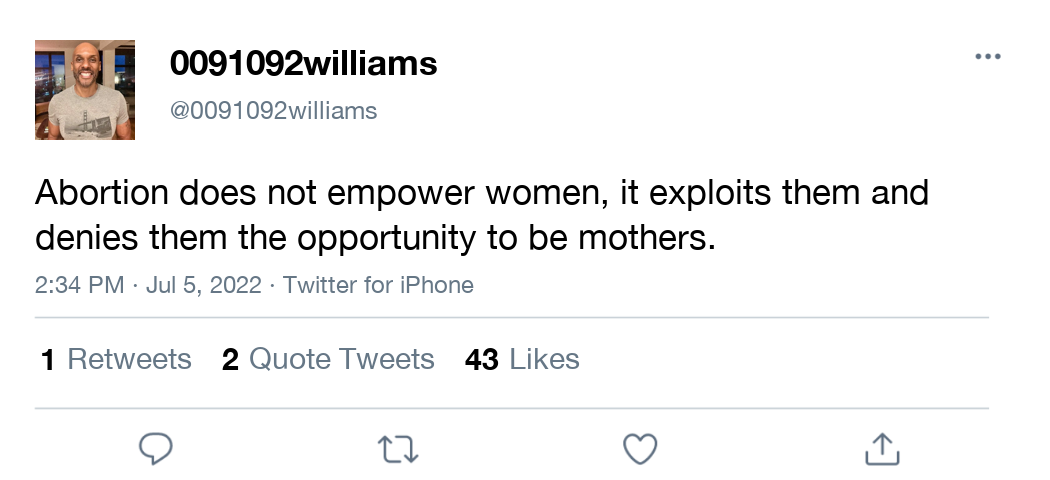 0091092williams
@0091092williams
Abortion does not empower women, it exploits them and
denies them the opportunity to be mothers.
2:34 PM · Jul 5, 2022 · Twitter for iPhone
1 Retweets 2 Quote Tweets 43 Likes